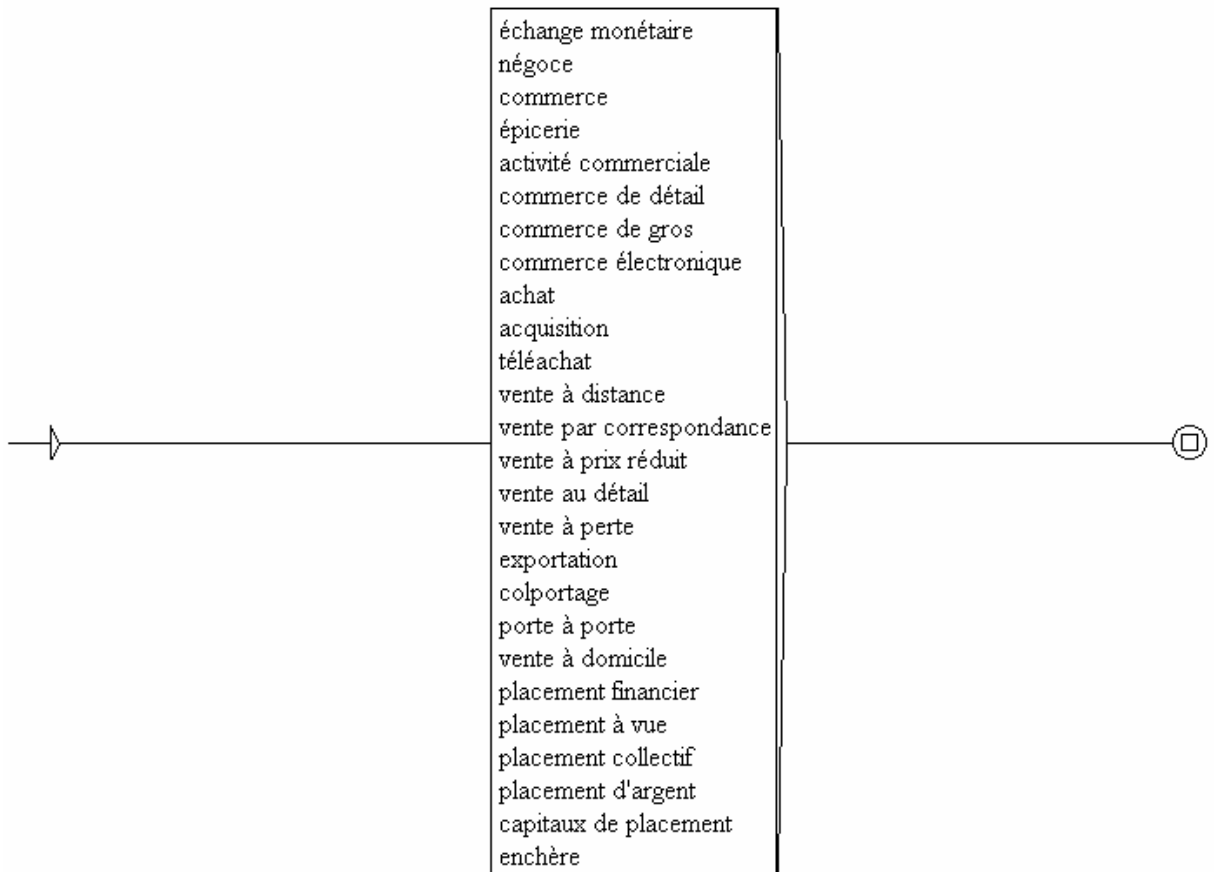 échange monétaire
négoce
commerce
épicerie
activité commerciale
commerce de détail
commerce de gros
commerce électronique
achat
acquisition
téléachat
vente à distance
vente par correspondance
vente à prix réduit
vente au détail
vente à perte
exportation
colportage
porte à porte
vente à domicile
placement financier
placement à vue
placement collectif
placement d'argent
capitaux de placement
enchère